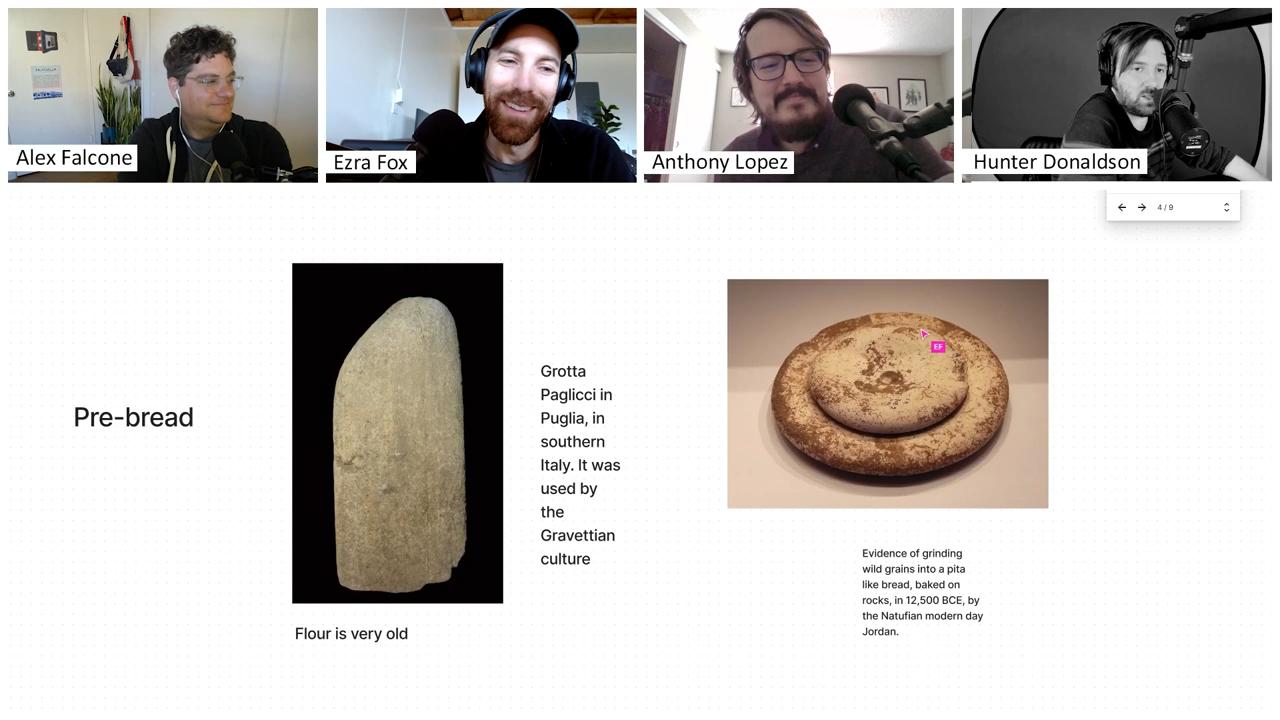 Alex Falcone
Ezra Fox
Anthony Lopez
Hunter Donaldson
4 / 9
Pre-bread
Grotta
Paglicci in
Puglia, in
southern
Italy. It was
used by
the
Gravettian
culture
EF
Flour is very old
Evidence of grinding
wild grains into a pita
like bread, baked on
rocks, in 12,500 BCE, by
the Natufian modern day
Jordan.